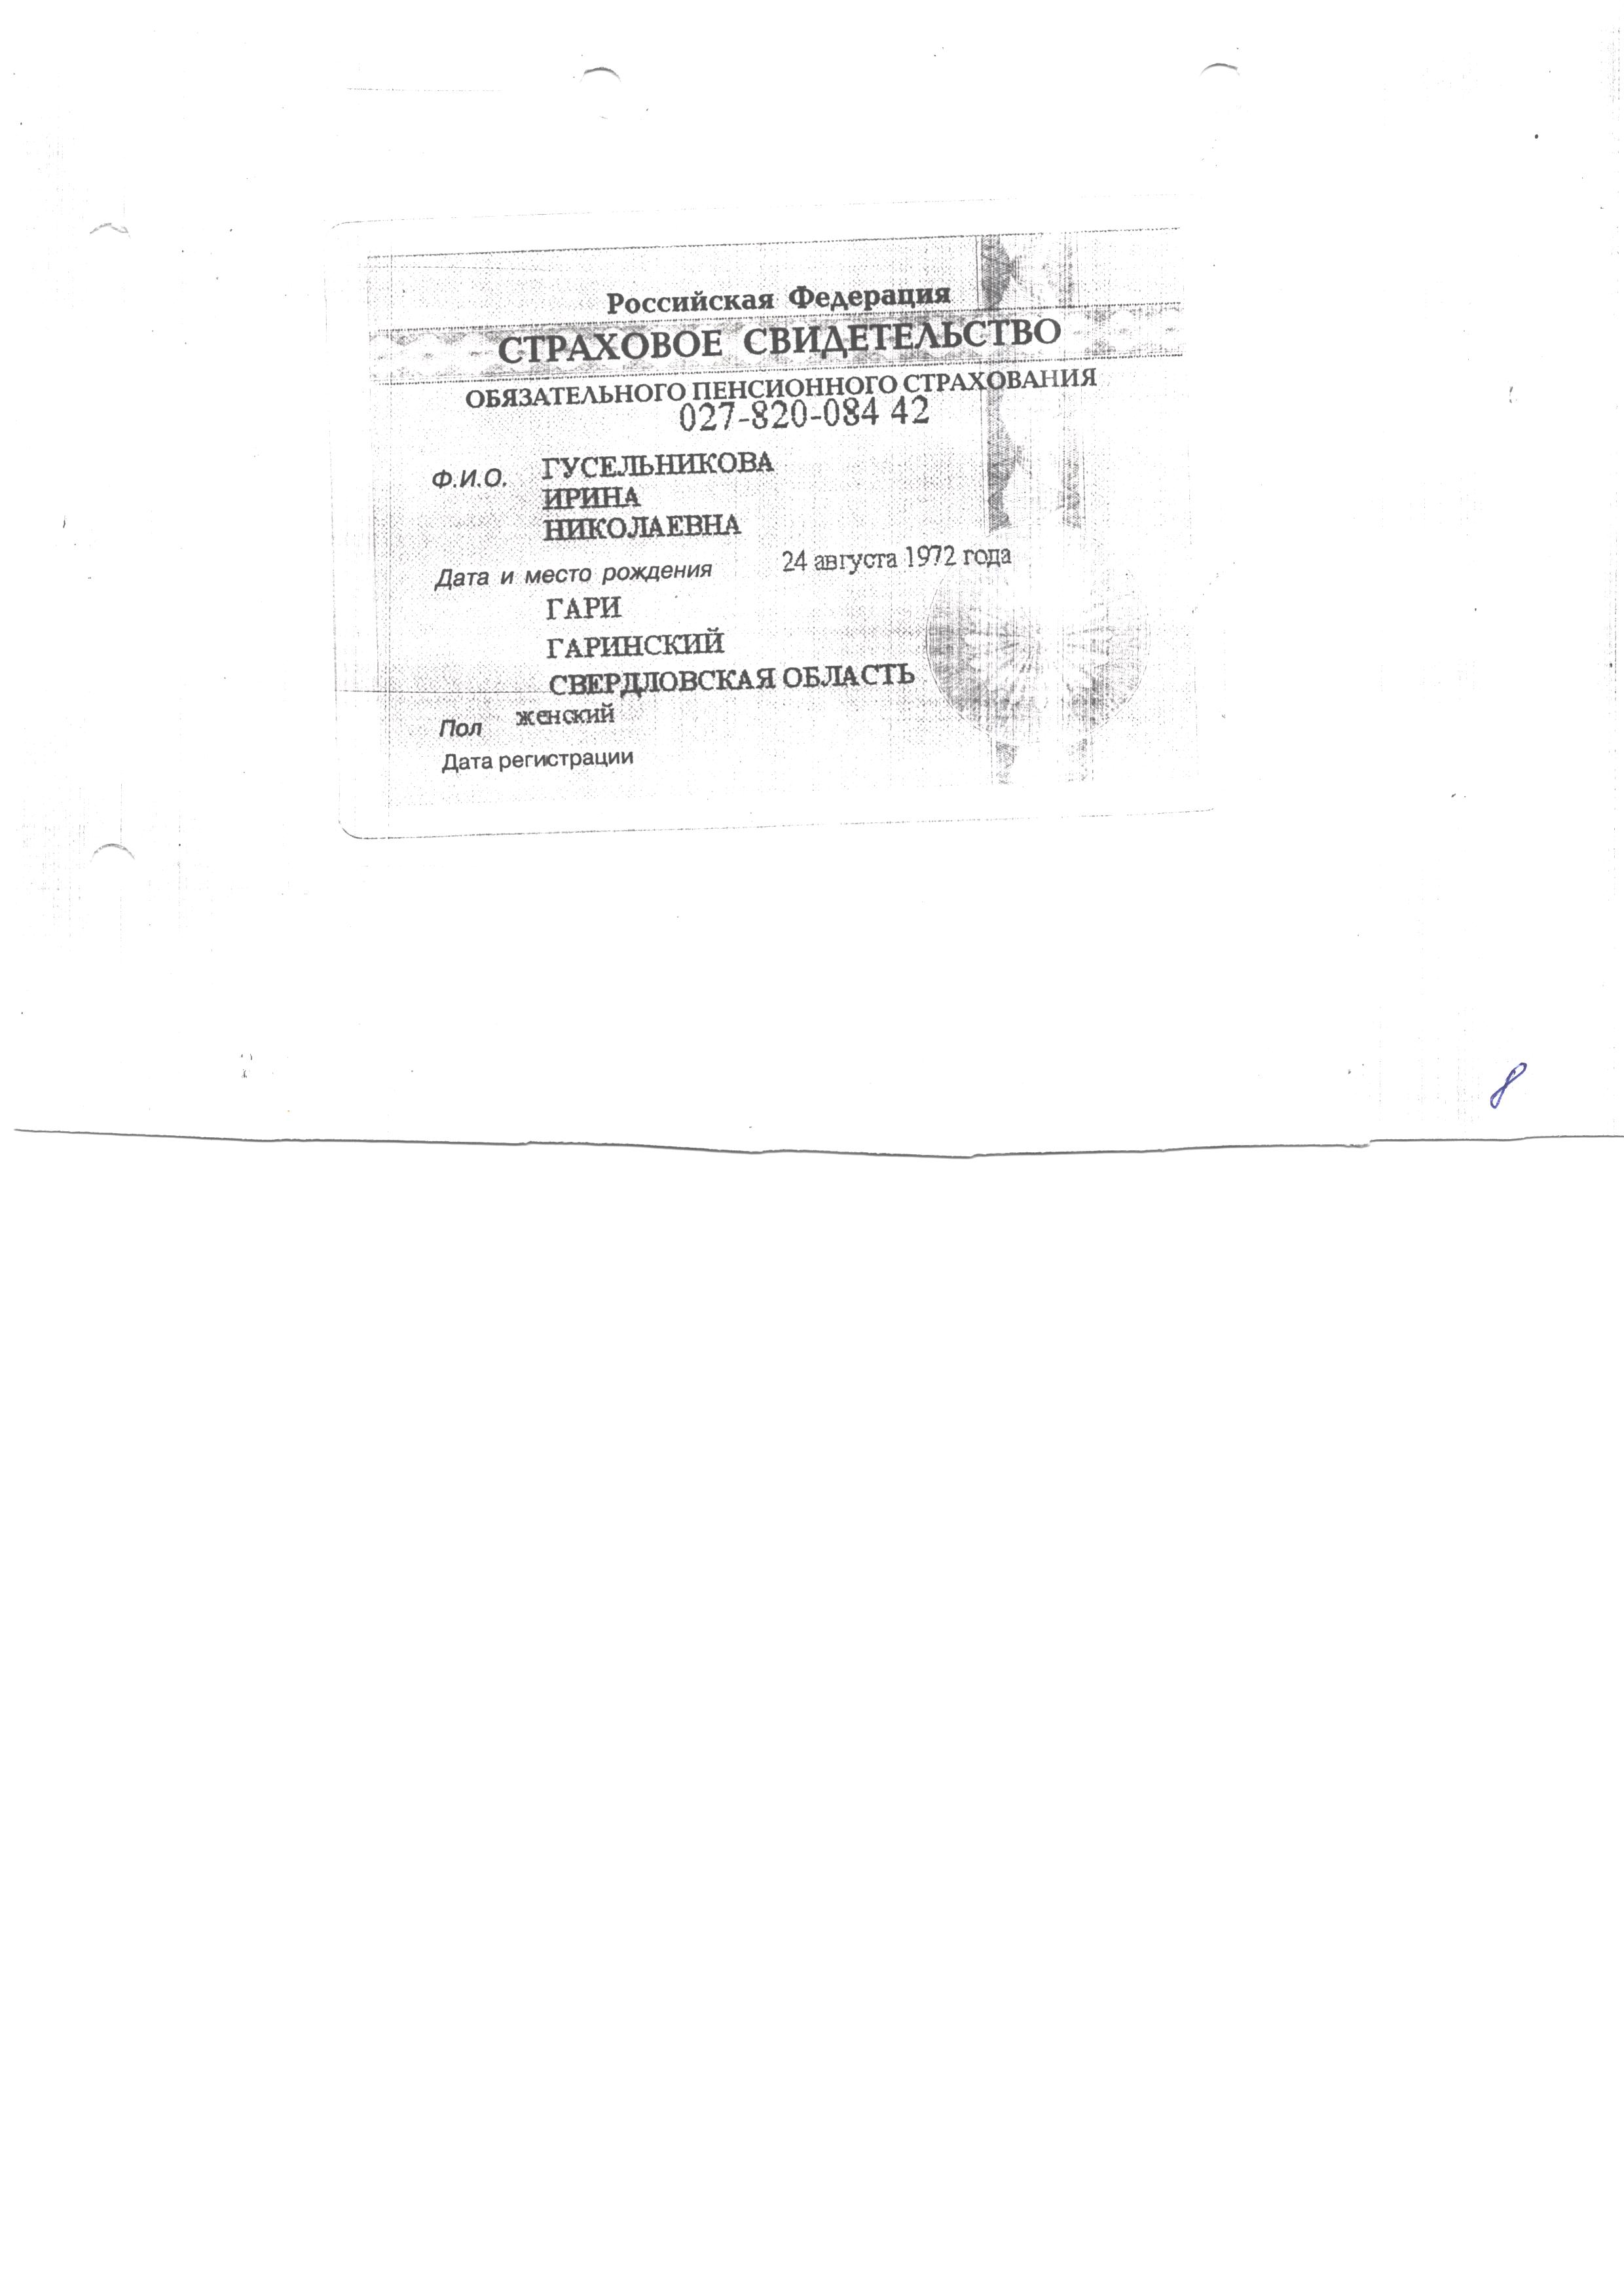 Российская Федерация
СТРАХОВОЕ СВИДЕТЕЛЬСТВО
ОБЯЗАТЕЛЬНОГО ПЕНСИОННОГО СТРАХОВАНИЯ
027-820-084 42
Ф.И.О. ГУСЕЛЬНИКОВА
ИРИНА
НИКОЛАЕВНА
Дата и место рождения 24 августа 1972 года
ГАРИ
ГАРИНСКИЙ
СВЕРДЛОВСКАЯ ОБЛАСТЬ
Пол женский
Дата регистрации
8